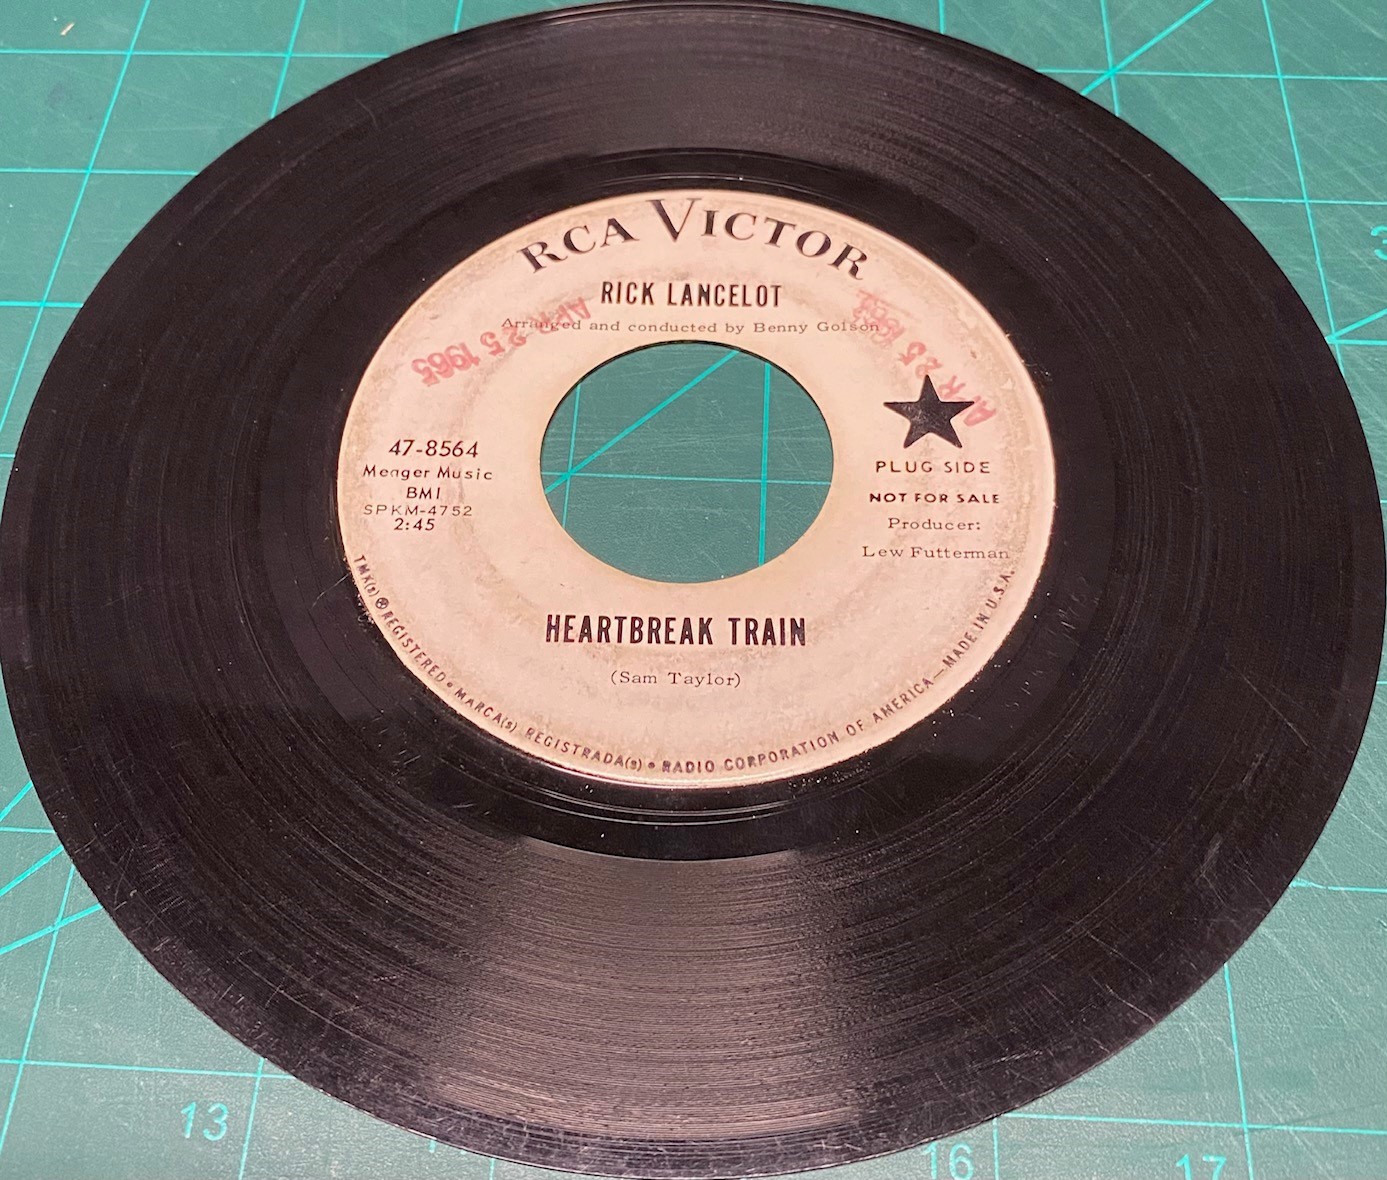 RCA VICTOR
RICK LANCELOT
Arranged and conducted by Benny Golson
APR 25 1965
APR 25
47-8564
Menger Music
BMI
SPKM-4752
2:45
PLUG SIDE
NOT FOR SALE
Producer:
Lew Futterman
HEARTBREAK TRAIN
(Sam Taylor)
TMK(s) ® REGISTERED • MARCA(s) REGISTRADA(s) • RADIO CORPORATION OF AMERICA—MADE IN U.S.A.
13
16
17